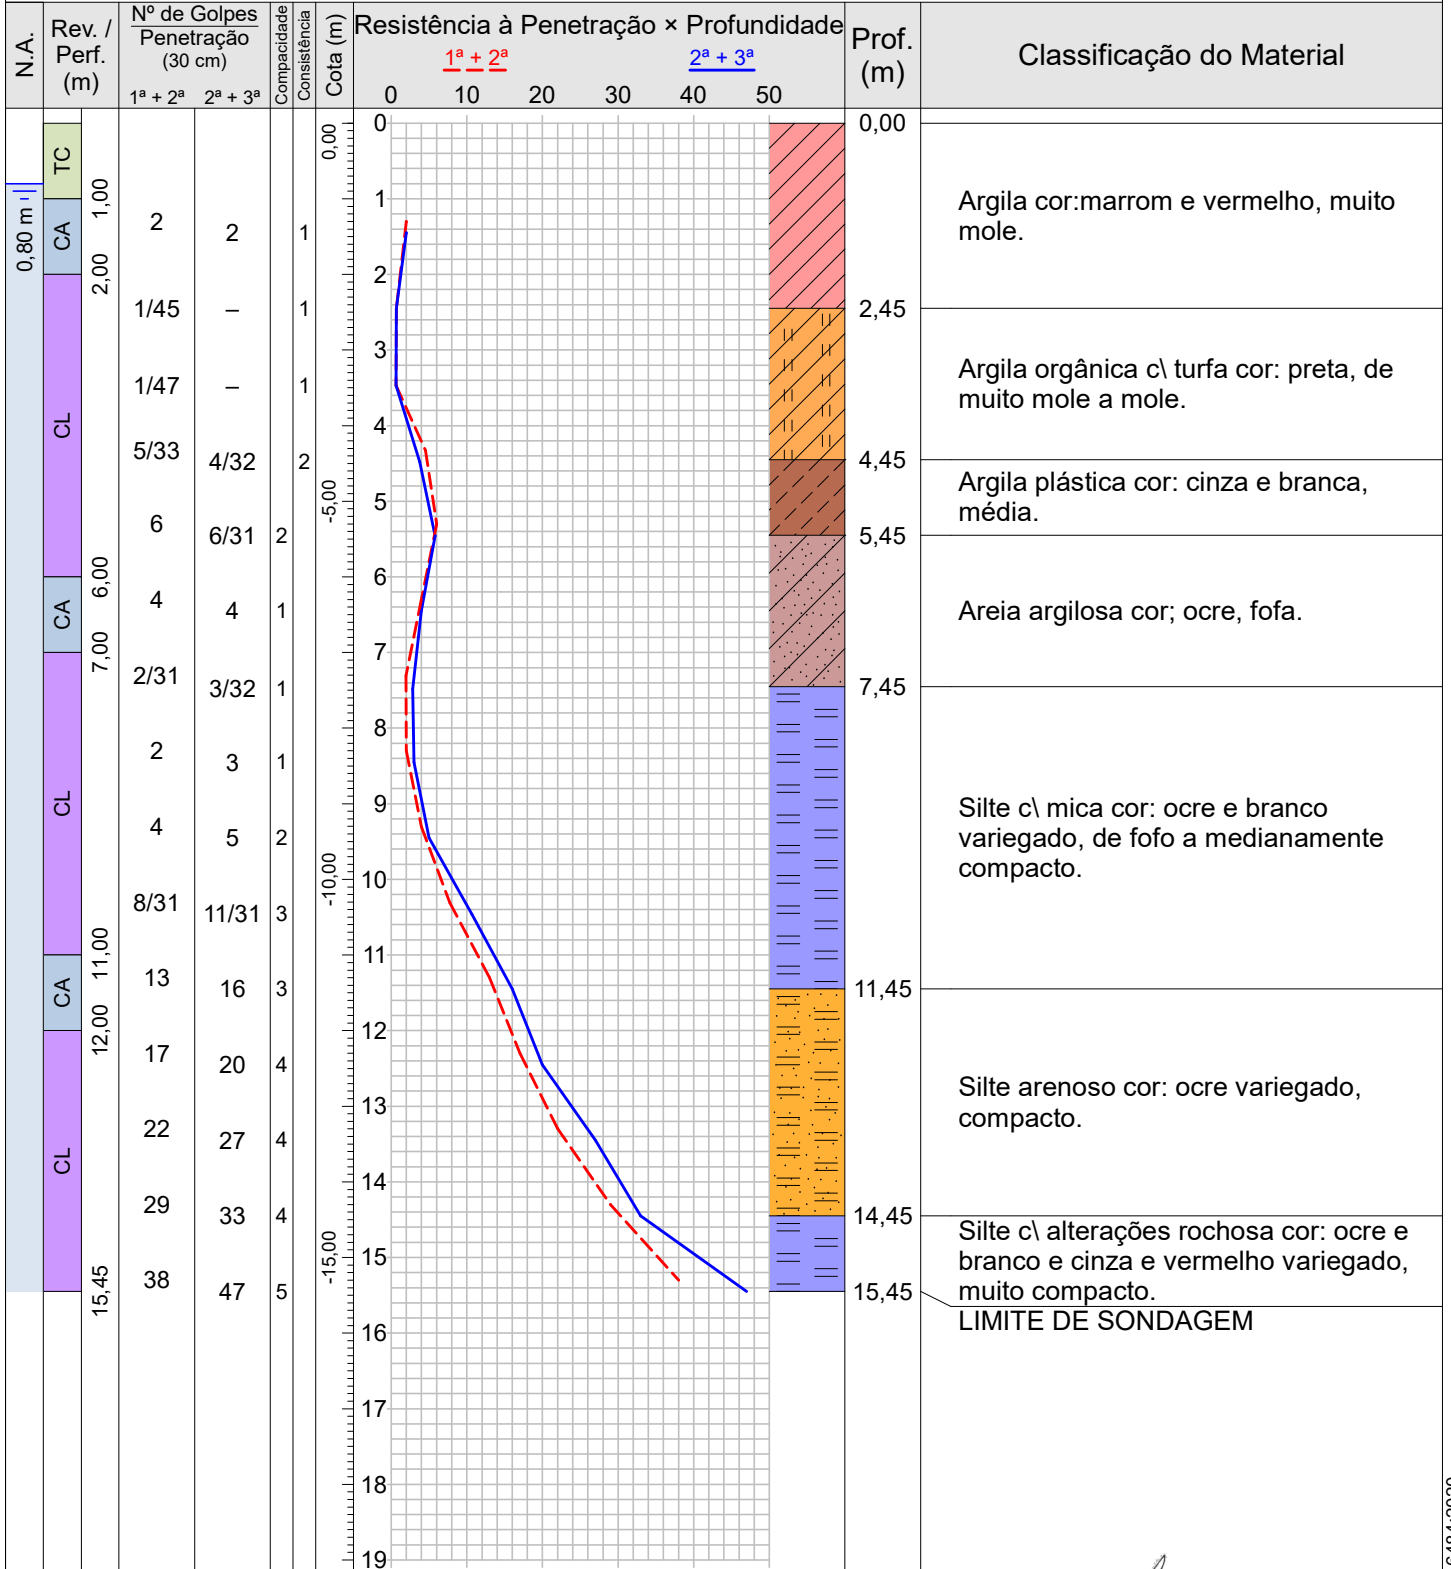 N.A.
Rev. /
Perf.
(m)
Nº de Golpes
Penetração
(30 cm)
1ª + 2ª 2ª + 3ª
Compacidade
Consistência
Cota (m)
Resistência à Penetração × Profundidade
1ª + 2ª 2ª + 3ª
0 10 20 30 40 50
Prof.
(m)
Classificação do Material
0,80 m
TC
CA
CL
CA
CL
CA
CL
1,00
2,00
6,00
7,00
11,00
12,00
15,45
2 2 1
1/45 – 1
1/47 – 1
5/33 4/32 2
6 6/31 2
4 4 1
2/31 3/32 1
2 3 1
4 5 2
8/31 11/31 3
13 16 3
17 20 4
22 27 4
29 33 4
38 47 5
0,00
-5,00
-10,00
-15,00
0
1
2
3
4
5
6
7
8
9
10
11
12
13
14
15
16
17
18
19
0,00
2,45
4,45
5,45
7,45
11,45
14,45
15,45
Argila cor:marrom e vermelho, muito
mole.
Argila orgânica c\ turfa cor: preta, de
muito mole a mole.
Argila plástica cor: cinza e branca,
média.
Areia argilosa cor; ocre, fofa.
Silte c\ mica cor: ocre e branco
variegado, de fofo a medianamente
compacto.
Silte arenoso cor: ocre variegado,
compacto.
Silte c\ alterações rochosa cor: ocre e
branco e cinza e vermelho variegado,
muito compacto.
LIMITE DE SONDAGEM
6484:2020